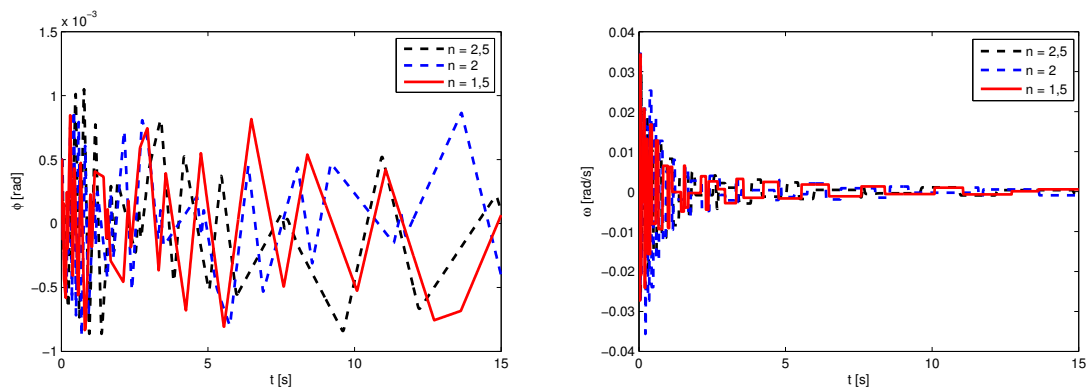 x 10⁻³
1.5
1
0.5
0
−0.5
−1
0 5 10 15
t [s]
ϕ [rad]
n = 2,5
n = 2
n = 1,5
0.04
0.03
0.02
0.01
0
−0.01
−0.02
−0.03
−0.04
0 5 10 15
t [s]
ω [rad/s]
n = 2,5
n = 2
n = 1,5